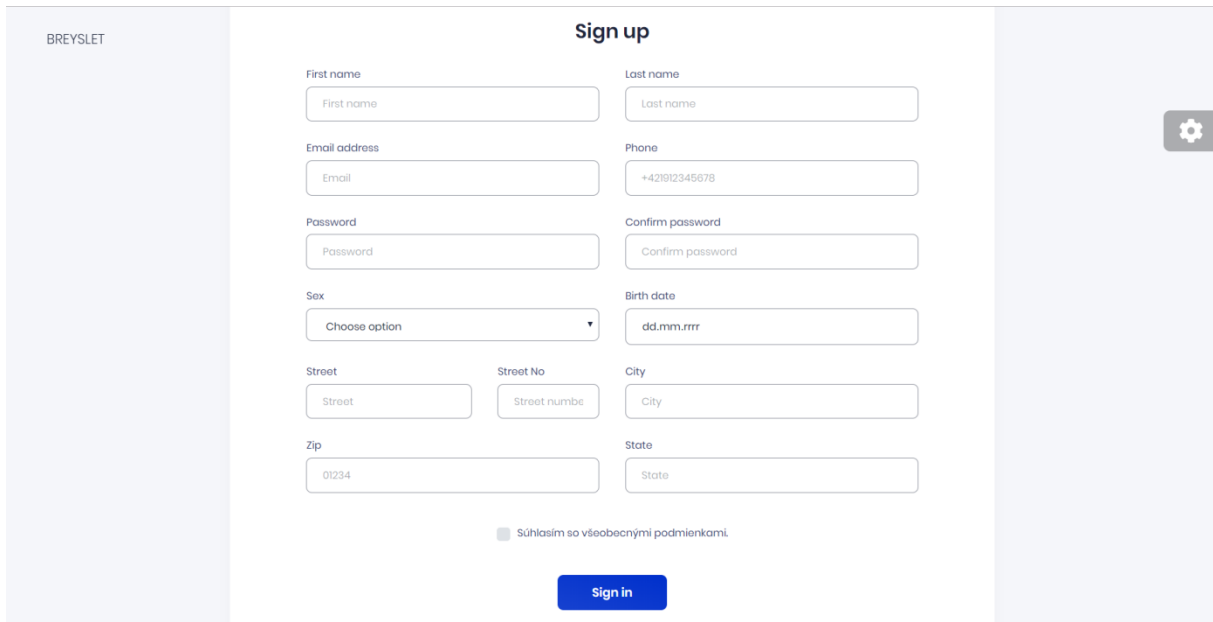 BREYSLET
Sign up
First name Last name
First name Last name
Email address Phone
Email +421912345678
Password Confirm password
Password Confirm password
Sex Birth date
Choose option dd.mm.rrrr
Street Street No City
Street Street numbe City
Zip State
01234 State
Súhlasím so všeobecnými podmienkami.
Sign in